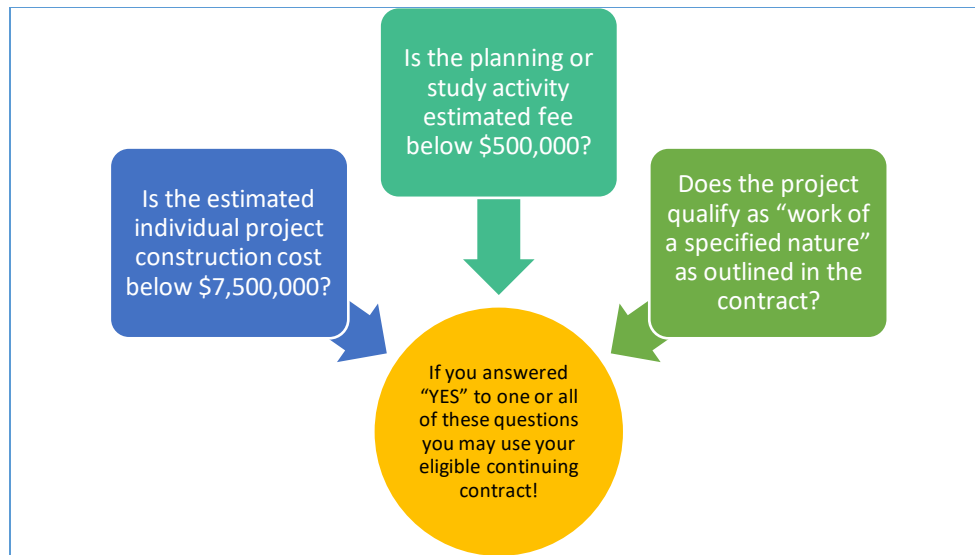 Is the planning or
study activity
estimated fee
below $500,000?
Is the estimated
individual project
construction cost
below $7,500,000?
Does the project
qualify as “work of
a specified nature”
as outlined in the
contract?
If you answered
“YES” to one or all
of these questions
you may use your
eligible continuing
contract!